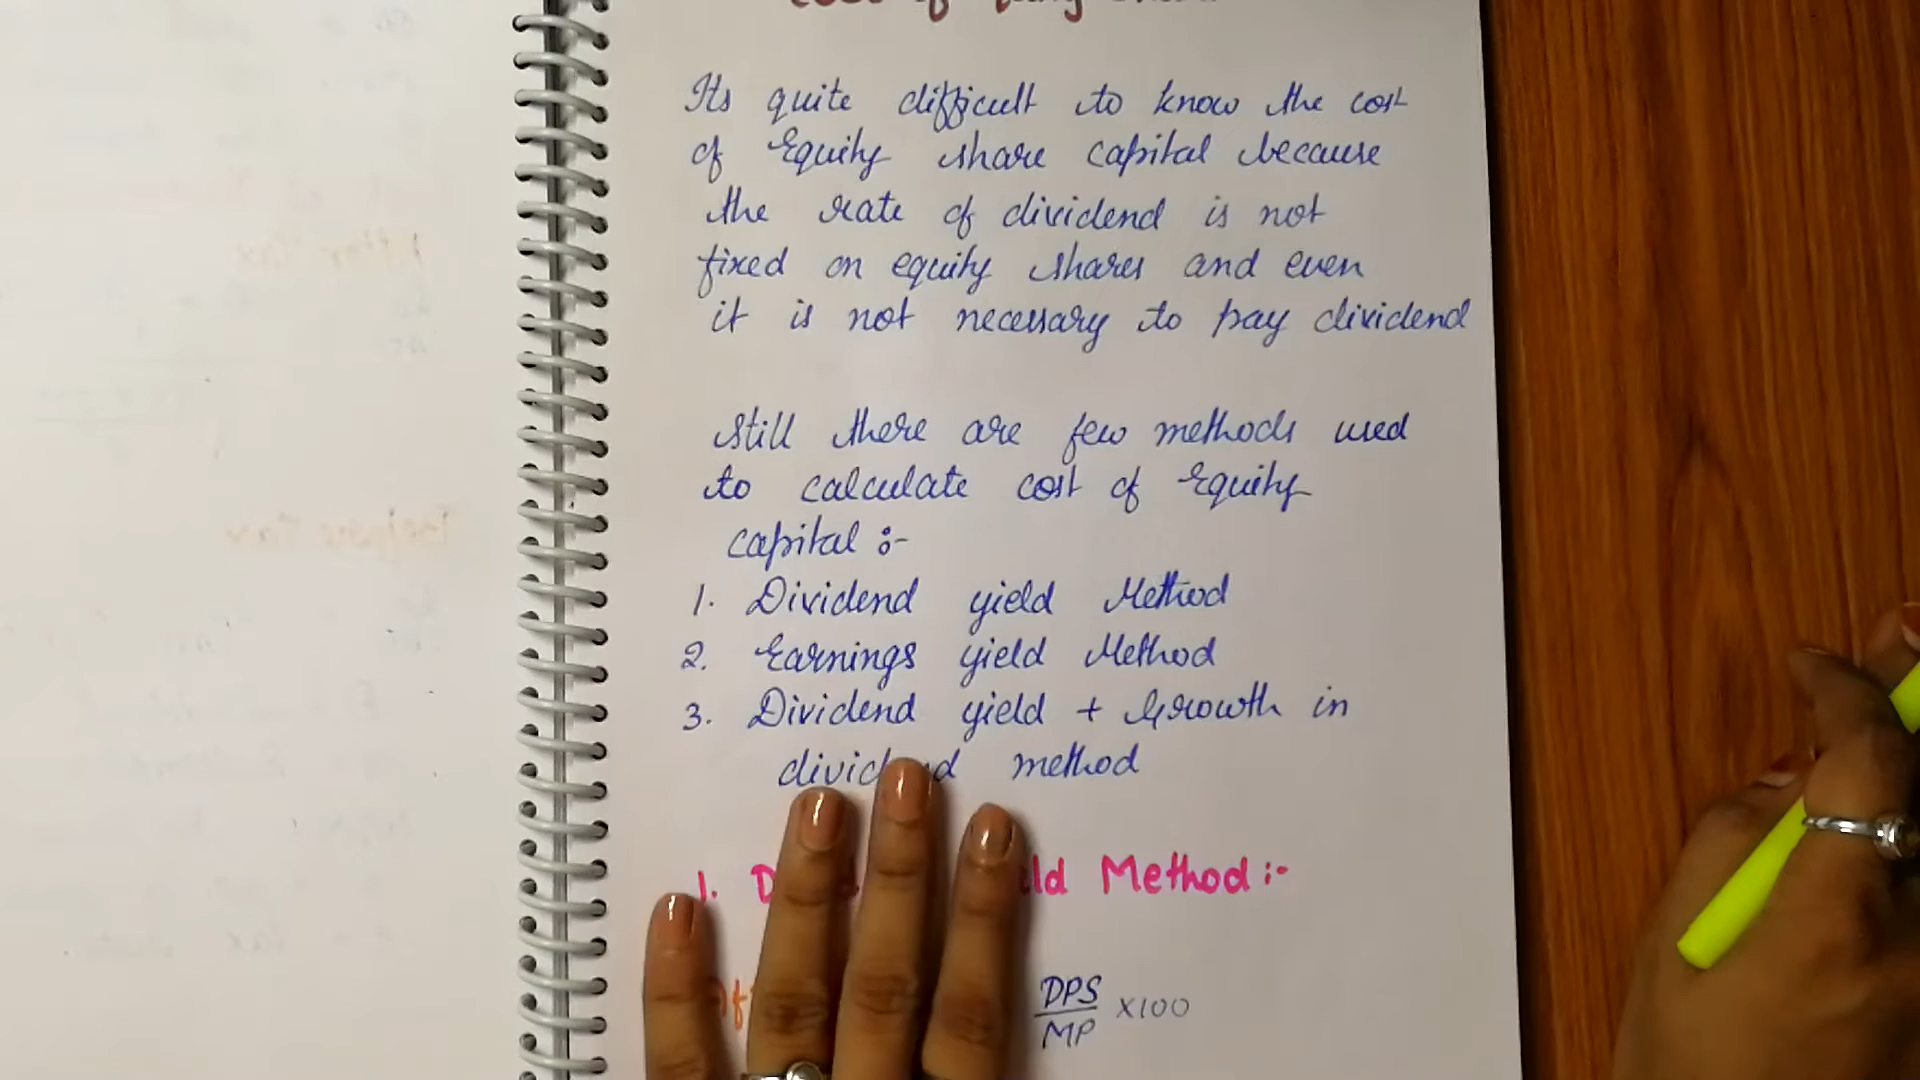 Its quite difficult to know the cost
of Equity share capital because
the rate of dividend is not
fixed on equity shares and even
it is not necessary to pay dividend
Still there are few methods used
to calculate cost of Equity
capital :-
1. Dividend yield Method
2. Earnings yield Method
3. Dividend yield + Growth in
dividend method
1. Method :-
DPS
MP
X100